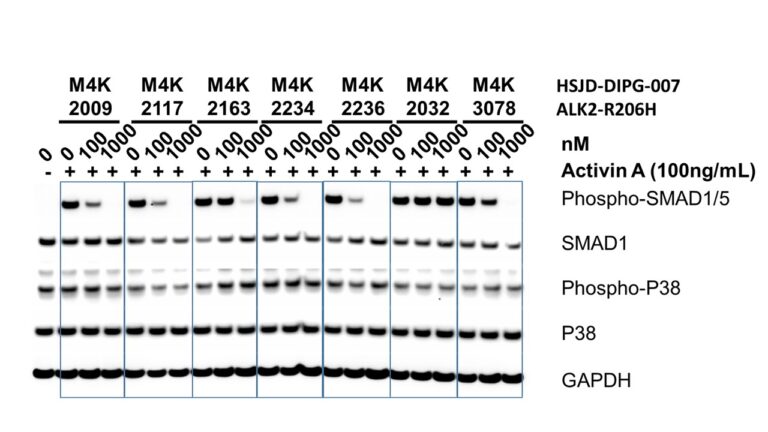 M4K M4K M4K M4K M4K M4K M4K HSJD-DIPG-007
2009 2117 2163 2234 2236 2032 3078 ALK2-R206H
0 0 100 1000 0 100 1000 0 100 1000 0 100 1000 0 100 1000 0 100 1000 0 100 1000 nM
- + + + + + + + + + + + + + + + + + + + + + Activin A (100ng/mL)
Phospho-SMAD1/5
SMAD1
Phospho-P38
P38
GAPDH